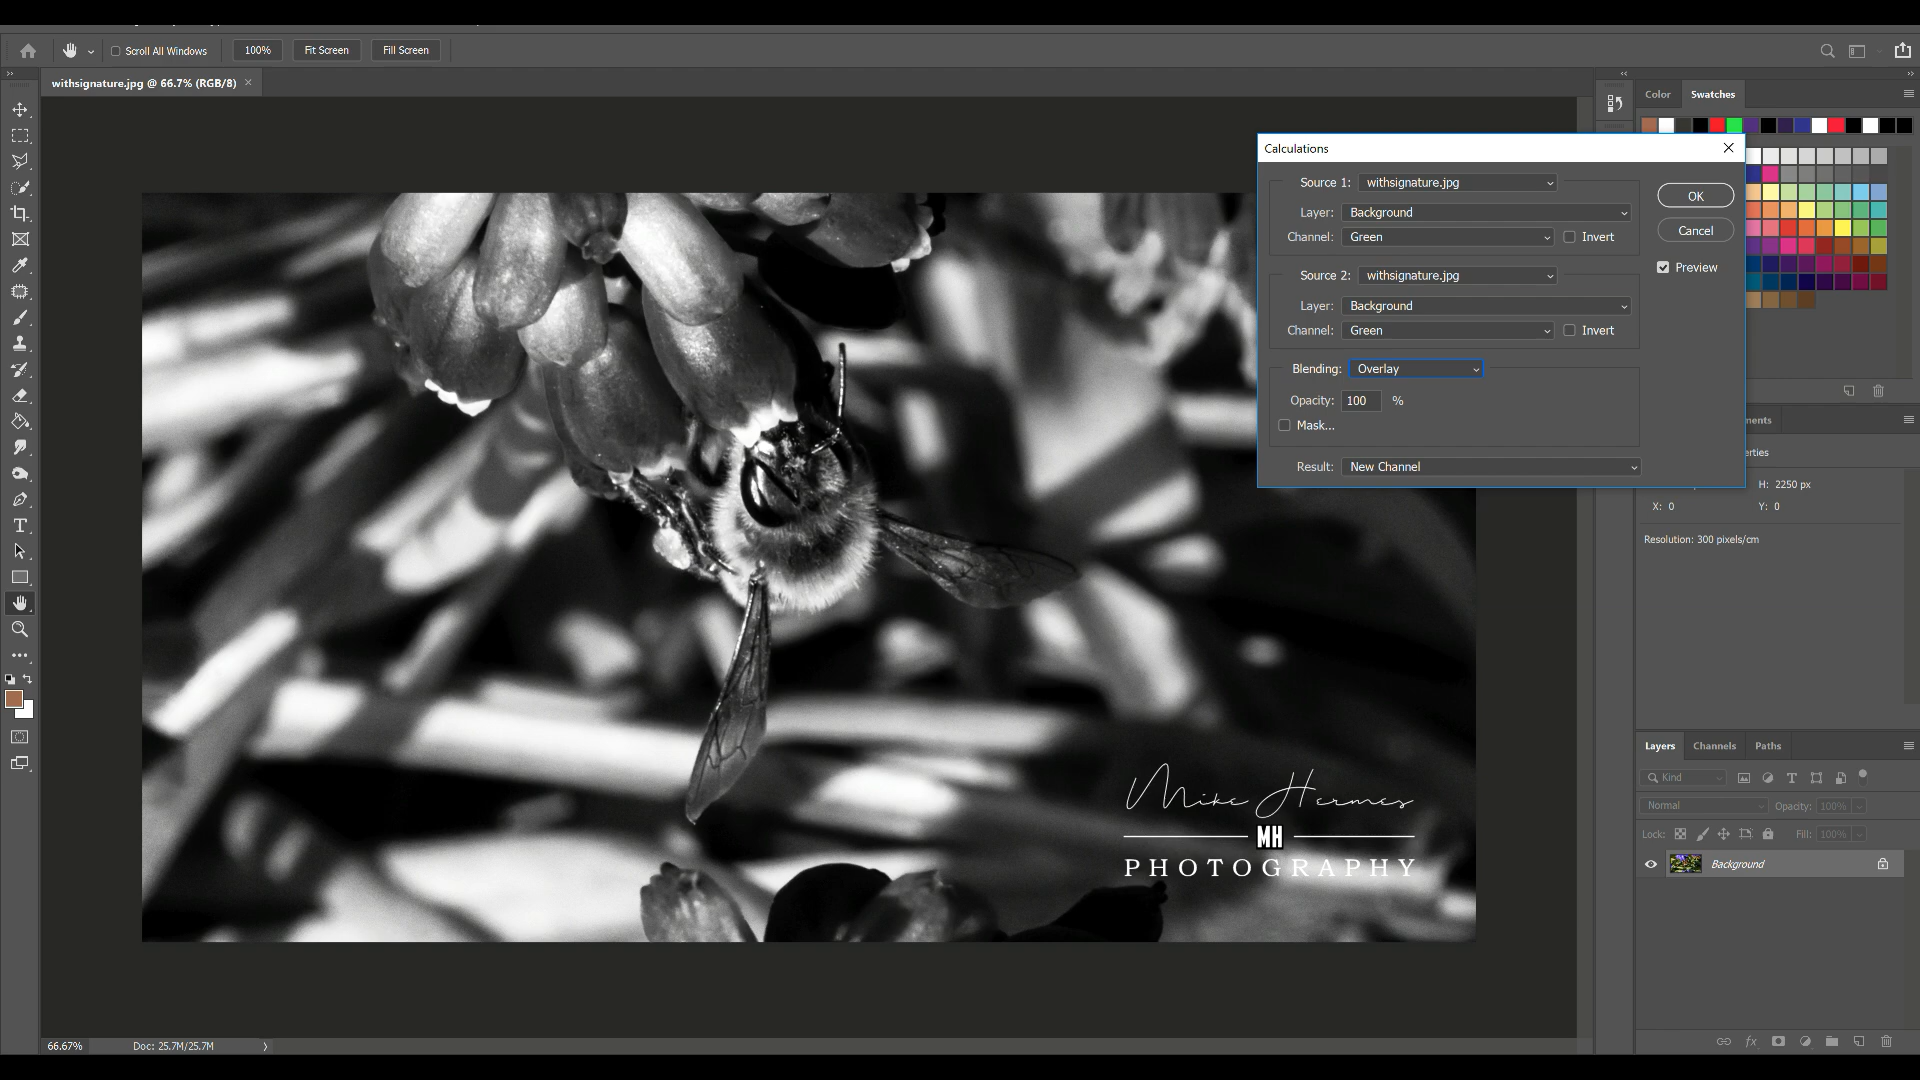 Scroll All Windows
100%
Fit Screen
Fill Screen
withsignature.jpg @ 66.7% (RGB/8)
Color
Swatches
Calculations
Source 1: withsignature.jpg
Layer: Background
Channel: Green
Invert
Source 2: withsignature.jpg
Layer: Background
Channel: Green
Invert
Blending: Overlay
Opacity: 100 %
Mask...
Result: New Channel
OK
Cancel
Preview
H: 2250 px
X: 0
Y: 0
Resolution: 300 pixels/cm
Mike Hermes
MH
PHOTOGRAPHY
Layers
Channels
Paths
Kind
Normal
Opacity: 100%
Lock:
Fill: 100%
Background
fx
66.67%
Doc: 25.7M/25.7M